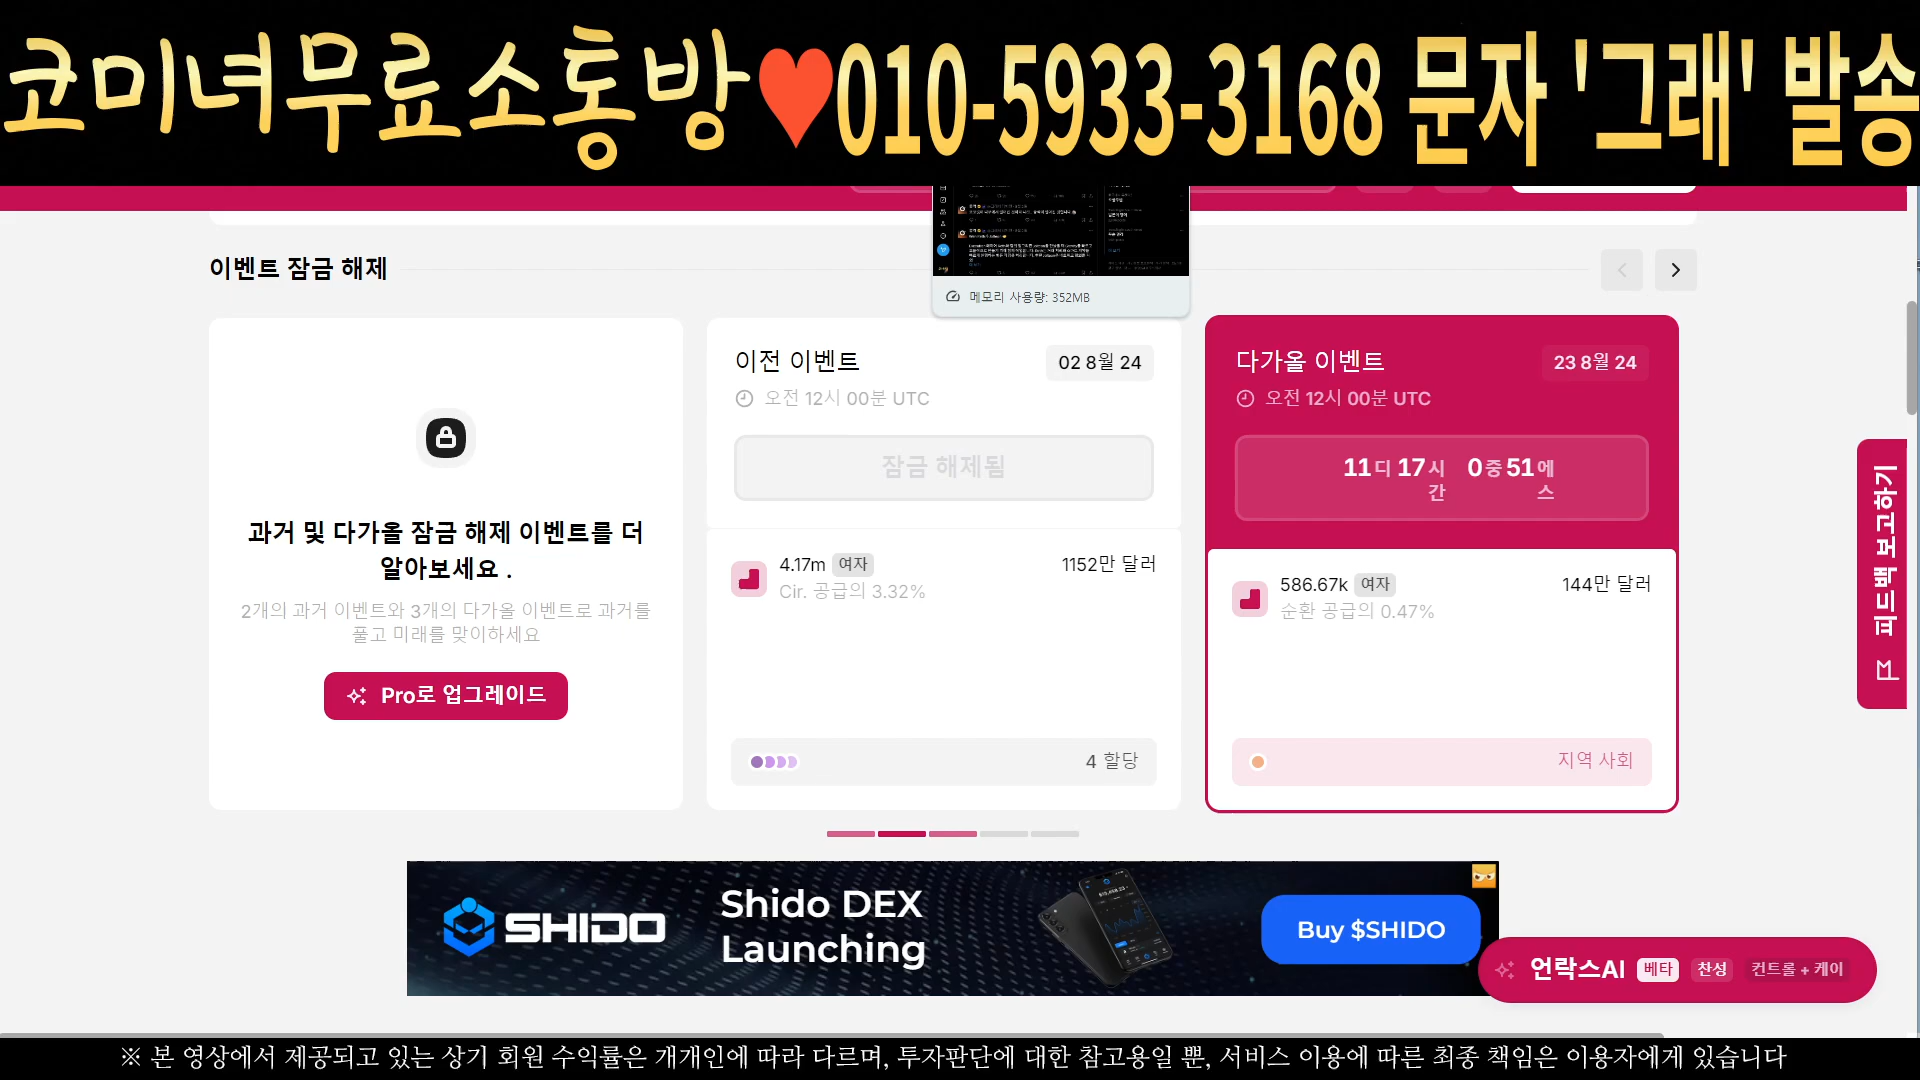 코미녀무료소통방♥010-5933-3168 문자 '그래' 발송
메모리 사용량: 352MB
이벤트 잠금 해제
과거 및 다가올 잠금 해제 이벤트를 더
알아보세요 .
2개의 과거 이벤트와 3개의 다가올 이벤트로 과거를
풀고 미래를 맞이하세요
Pro로 업그레이드
이전 이벤트
02 8월 24
오전 12시 00분 UTC
잠금 해제됨
4.17m 여자
1152만 달러
Cir. 공급의 3.32%
4 할당
다가올 이벤트
23 8월 24
오전 12시 00분 UTC
11디 17시간 0중 51에스
586.67k 여자
144만 달러
순환 공급의 0.47%
지역 사회
피드백 보고하기
SHIDO
Shido DEX
Launching
Buy $SHIDO
언락스AI 베타 찬성 컨트롤 + 케이
※ 본 영상에서 제공되고 있는 상기 회원 수익률은 개개인에 따라 다르며, 투자판단에 대한 참고용일 뿐, 서비스 이용에 따른 최종 책임은 이용자에게 있습니다